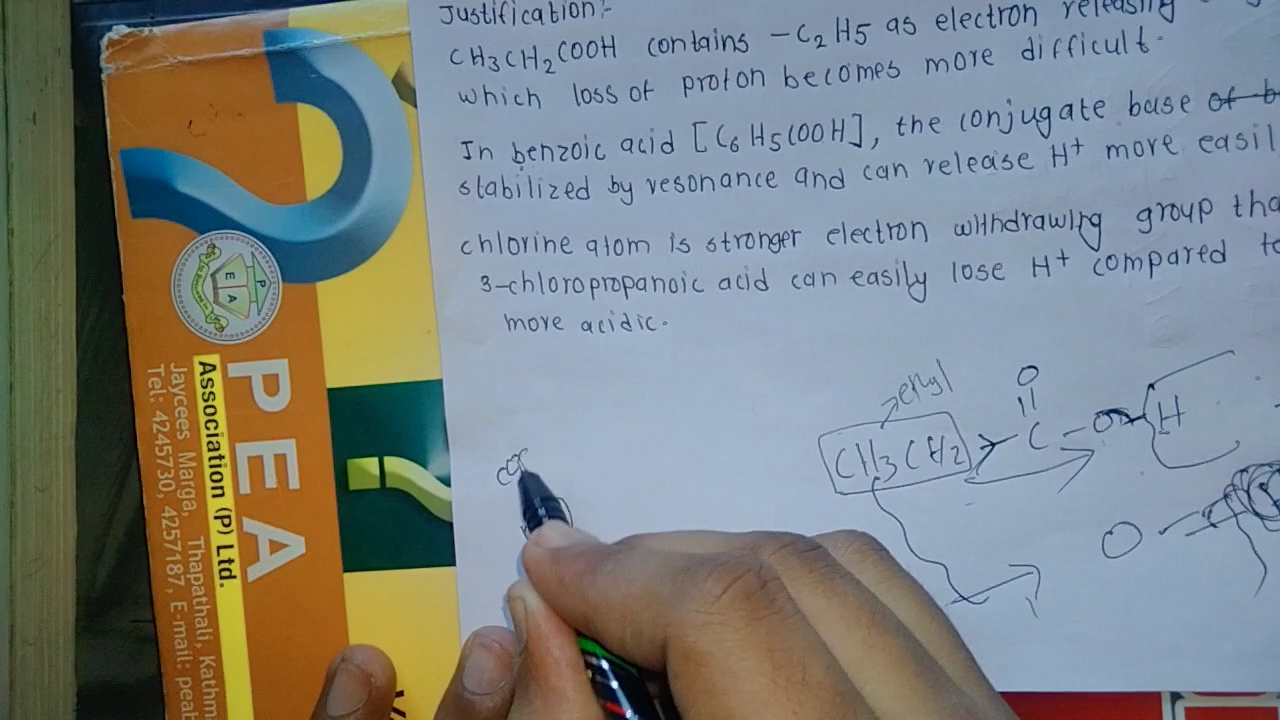 Justification:-
CH3CH2COOH contains -C2H5 as electron releasing
which loss of proton becomes more difficult.
In benzoic acid [C6H5COOH], the conjugate base of b
stabilized by resonance and can release H+ more easil
chlorine atom is stronger electron withdrawing group tha
3-chloropropanoic acid can easily lose H+ compared to
more acidic.
ethyl
O
CH3CH2 C - O H
O
PEA
Association (P) Ltd.
Jaycees Marga, Thapathali, Kathm
Tel: 4245730, 4257187, E-mail: peab
P
E
A